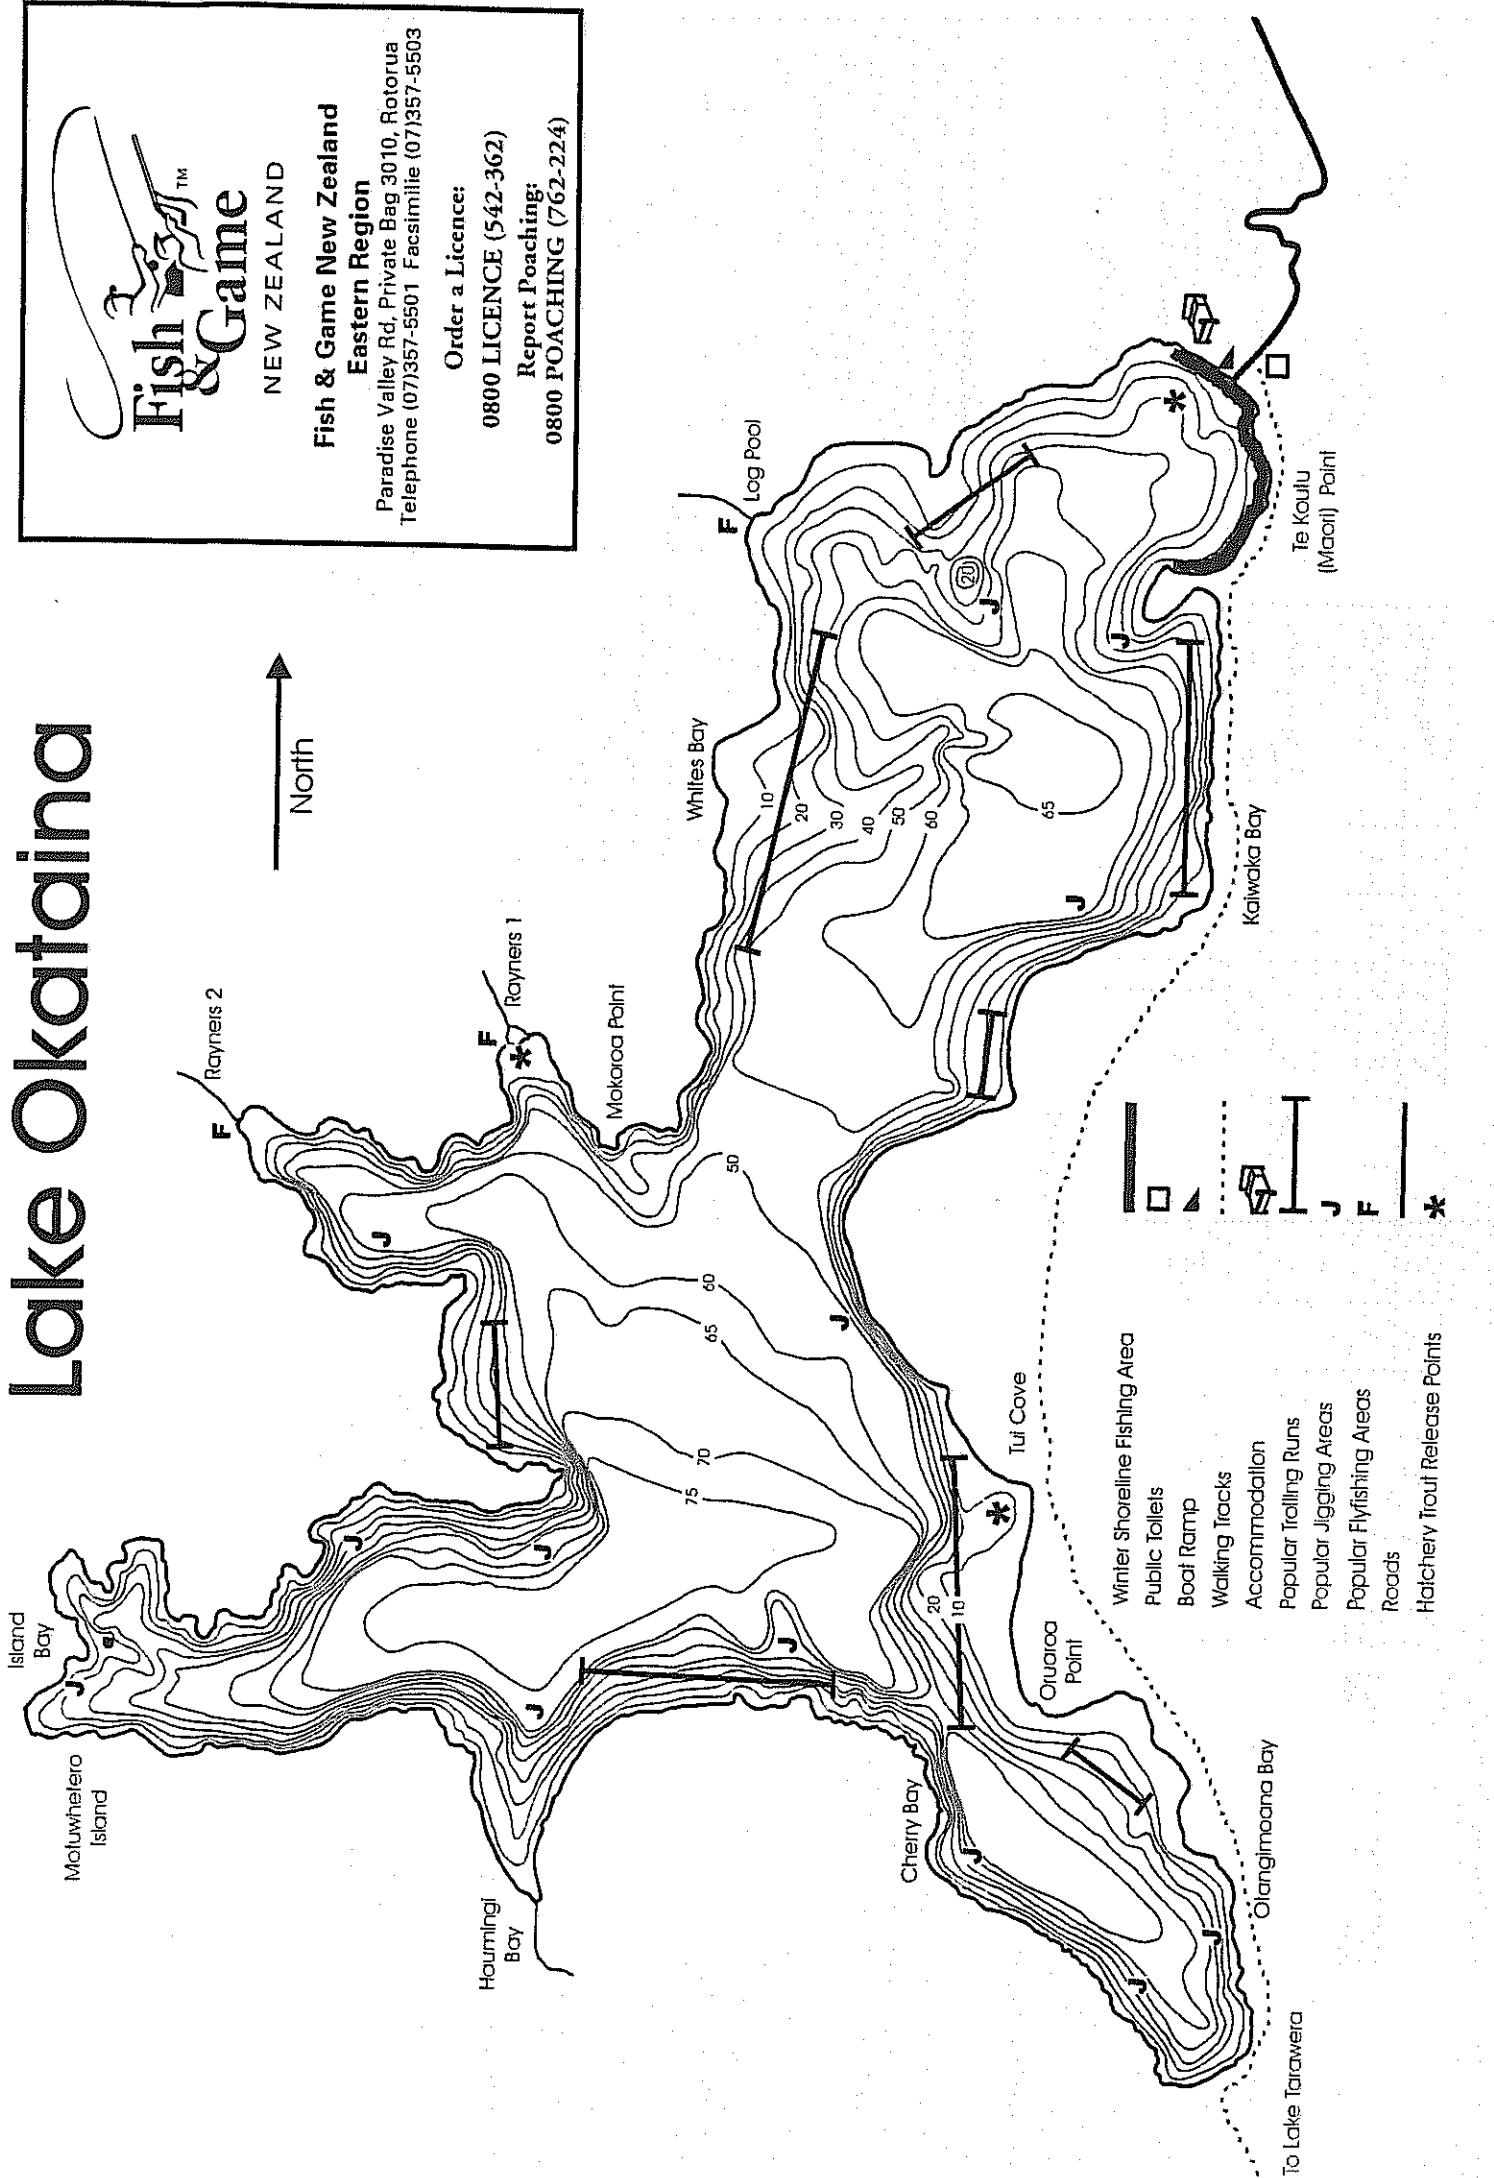 Lake Okataina
Fish
&Game
TM
NEW ZEALAND
Fish & Game New Zealand
Eastern Region
Paradise Valley Rd, Private Bag 3010, Rotorua
Telephone (07)357-5501 Facsimilie (07)357-5503
Order a Licence:
0800 LICENCE (542-362)
Report Poaching:
0800 POACHING (762-224)
North
Island
Bay
Motuwhetero
Island
Rayners 2
F
Rayners 1
F
Mokoroa Point
Whites Bay
Log Pool
F
Haumingi
Bay
Cherry Bay
Oruaroa
Point
Tui Cove
Kaiwaka Bay
Te Koutu
(Maori) Point
Otangimoana Bay
To Lake Tarawera
10
20
30
40
50
60
65
20
50
60
65
70
75
20
10
J
J
J
J
J
J
J
J
J
J
J
J
J
Winter Shoreline Fishing Area
Public Toilets
Boat Ramp
Walking Tracks
Accommodation
Popular Trolling Runs
Popular Jigging Areas J
Popular Flyfishing Areas F
Roads
Hatchery Trout Release Points